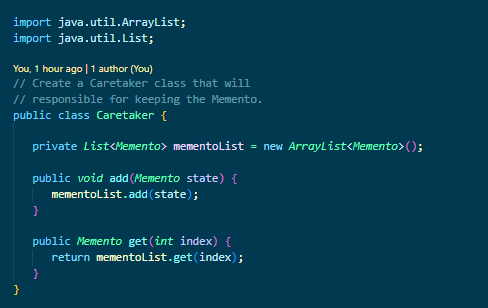 import java.util.ArrayList;
import java.util.List;
You, 1 hour ago | 1 author (You)
// Create a Caretaker class that will
// responsible for keeping the Memento.
public class Caretaker {
private List<Memento> mementoList = new ArrayList<Memento>();
public void add(Memento state) {
mementoList.add(state);
}
public Memento get(int index) {
return mementoList.get(index);
}
}